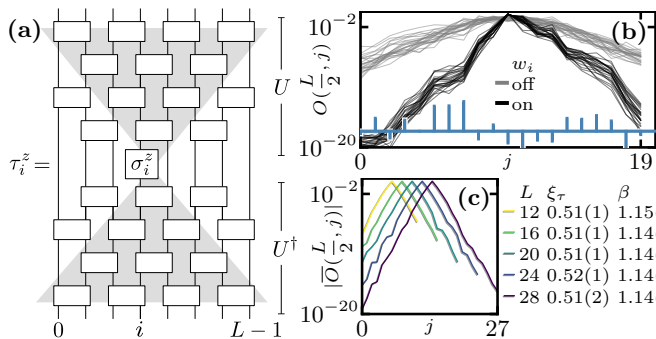 (a)
U
τ_i^z =
σ_i^z
U†
0 i L − 1
(b)
10^−2
O(L/2, j)
10^−20
w_i
off
on
0 j 19
(c)
10^−2
|O̅(L/2, j)|
10^−20
0 j 27
L ξ_τ β
12 0.51(1) 1.15
16 0.51(1) 1.14
20 0.51(1) 1.14
24 0.52(1) 1.14
28 0.51(2) 1.14